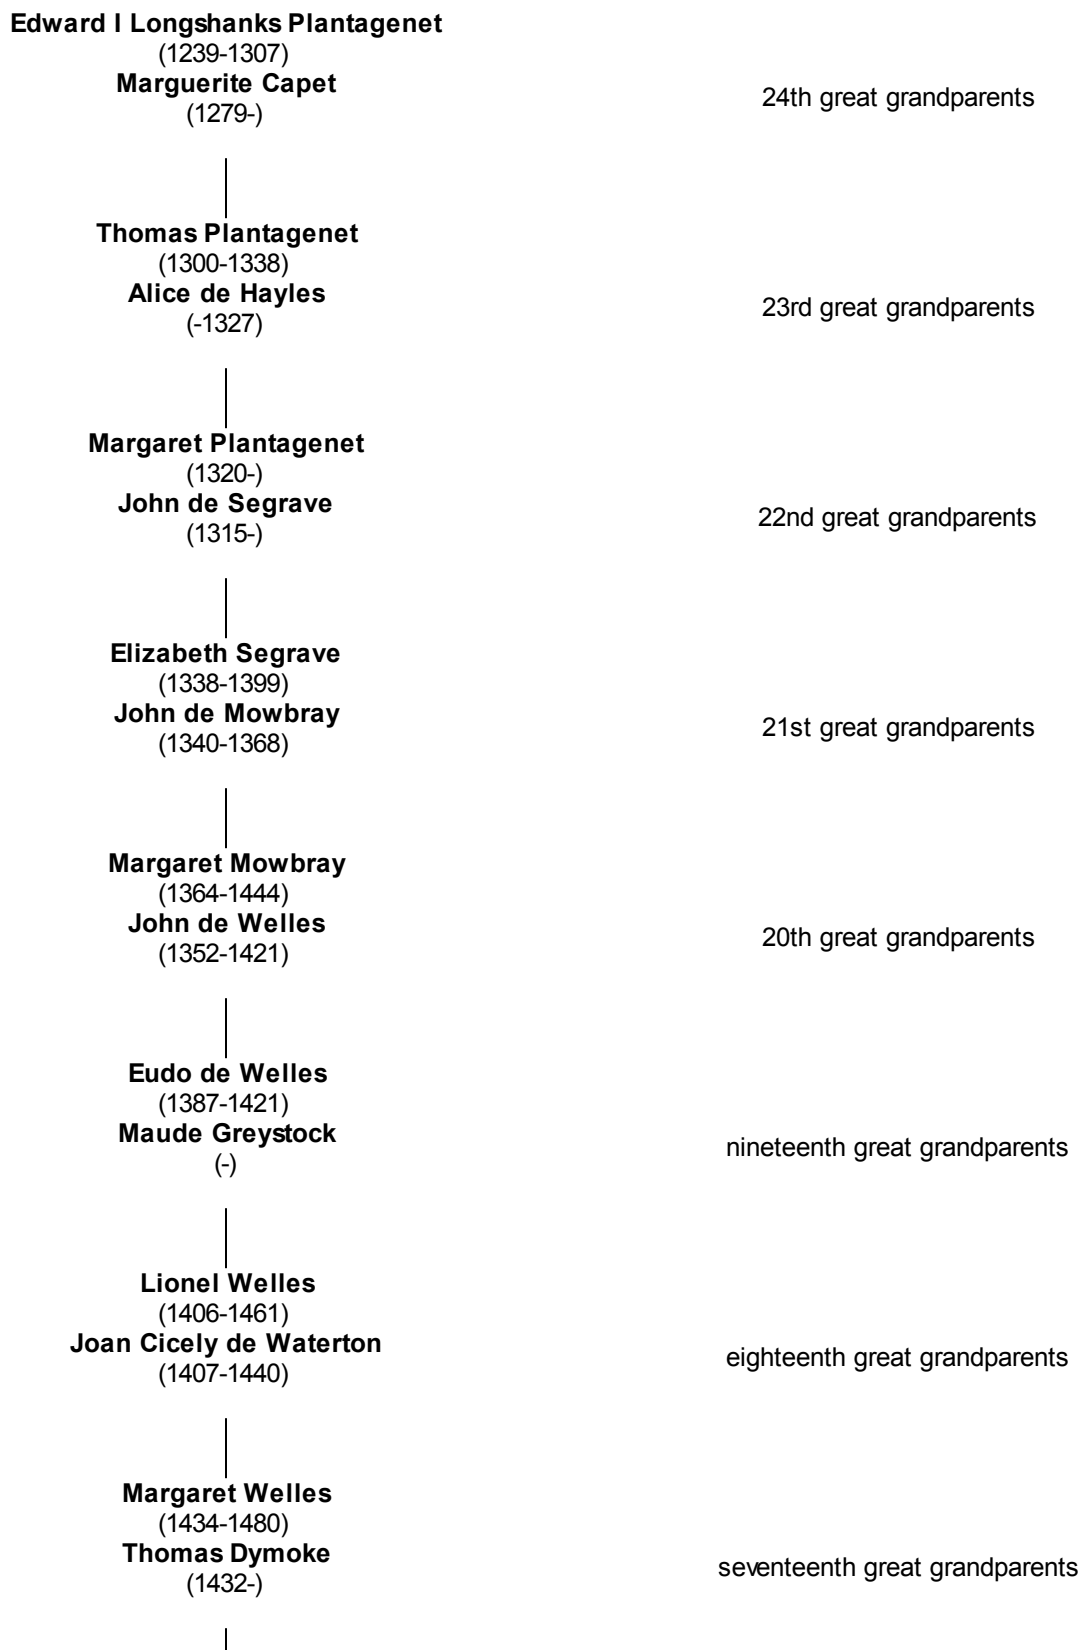 Edward I Longshanks Plantagenet
(1239-1307)
Marguerite Capet
(1279-)
24th great grandparents
Thomas Plantagenet
(1300-1338)
Alice de Hayles
(-1327)
23rd great grandparents
Margaret Plantagenet
(1320-)
John de Segrave
(1315-)
22nd great grandparents
Elizabeth Segrave
(1338-1399)
John de Mowbray
(1340-1368)
21st great grandparents
Margaret Mowbray
(1364-1444)
John de Welles
(1352-1421)
20th great grandparents
Eudo de Welles
(1387-1421)
Maude Greystock
(-)
nineteenth great grandparents
Lionel Welles
(1406-1461)
Joan Cicely de Waterton
(1407-1440)
eighteenth great grandparents
Margaret Welles
(1434-1480)
Thomas Dymoke
(1432-)
seventeenth great grandparents